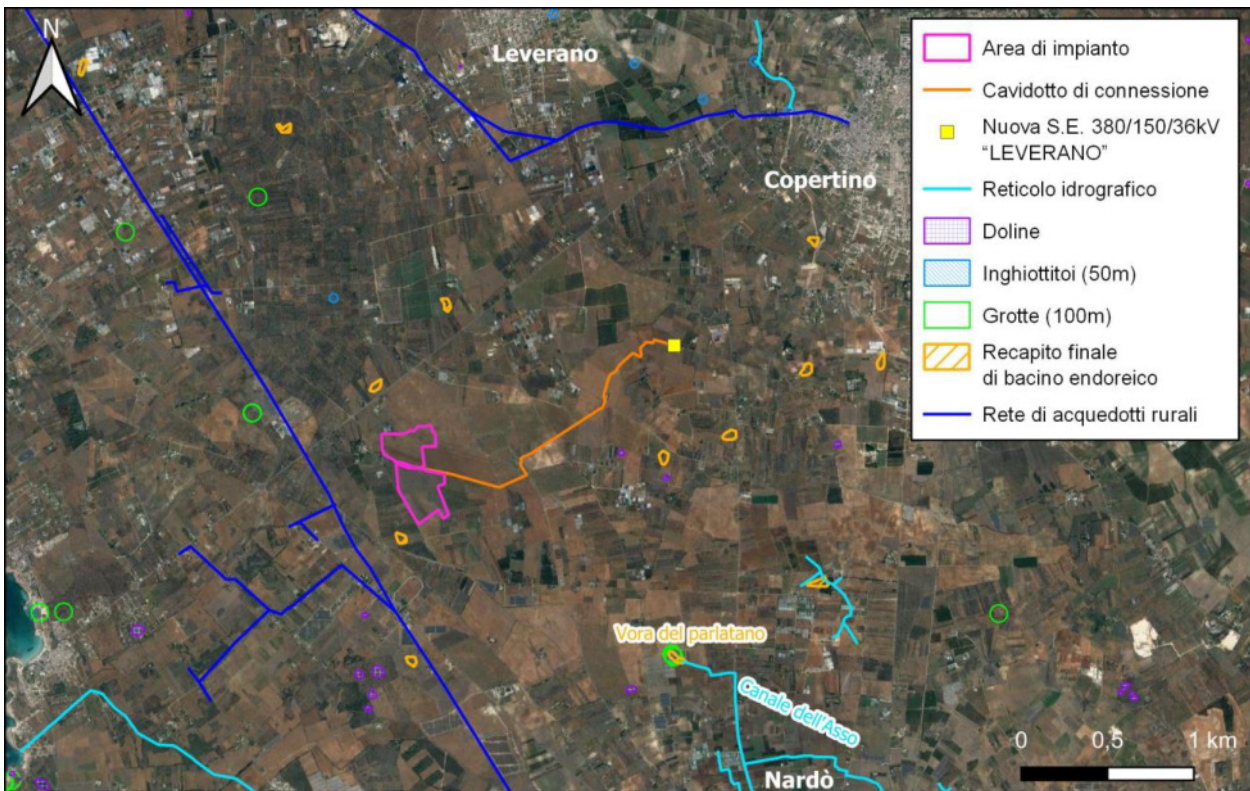 N
Leverano
Copertino
Area di impianto
Cavidotto di connessione
Nuova S.E. 380/150/36kV
“LEVERANO”
Reticolo idrografico
Doline
Inghiottitoi (50m)
Grotte (100m)
Recapito finale
di bacino endoreico
Rete di acquedotti rurali
Vora del parlatano
Canale dell'Asso
Nardò
0 0,5 1 km